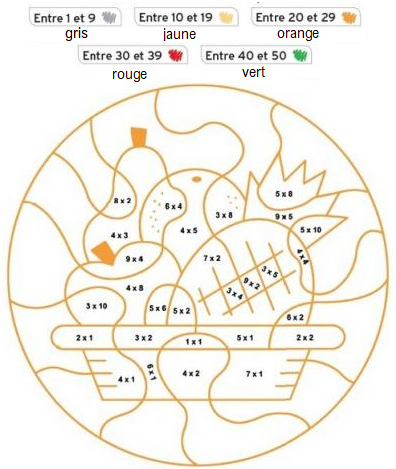 Entre 1 et 9 Entre 10 et 19 Entre 20 et 29
gris jaune orange
Entre 30 et 39 Entre 40 et 50
rouge vert
5 x 8
8 x 2 6 x 4
3 x 8 9 x 5
4 x 3 4 x 5 5 x 10
9 x 4 7 x 2 4 x 4
3 x 5
4 x 8 9 x 2
3 x 4
3 x 10 5 x 6 5 x 2
6 x 2
2 x 1 3 x 2 1 x 1 5 x 1 2 x 2
4 x 1 6 x 1 4 x 2 7 x 1